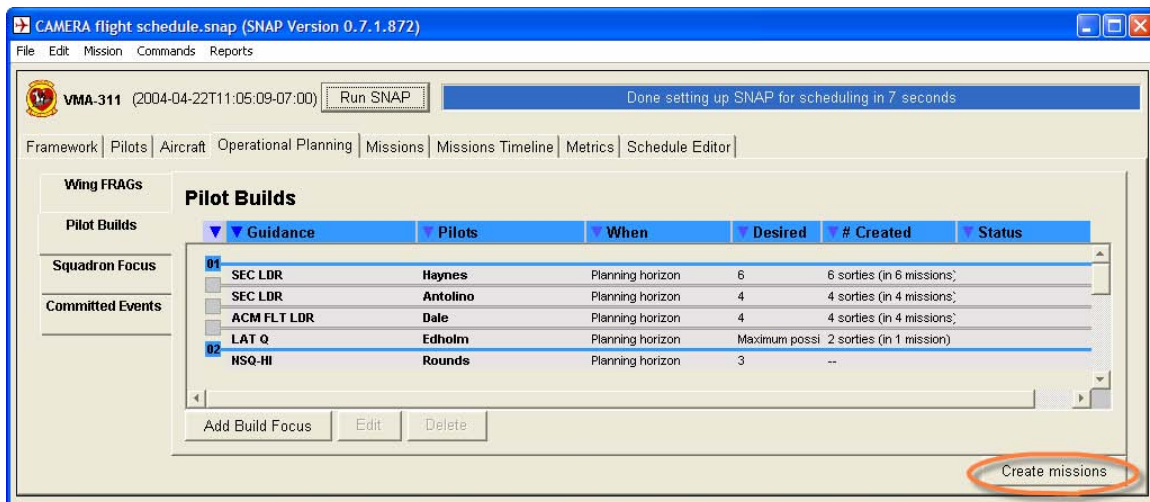 CAMERA flight schedule.snap (SNAP Version 0.7.1.872)
File Edit Mission Commands Reports
VMA-311 (2004-04-22T11:05:09-07:00) Run SNAP Done setting up SNAP for scheduling in 7 seconds
Framework Pilots Aircraft Operational Planning Missions Missions Timeline Metrics Schedule Editor
Wing FRAGs
Pilot Builds
Squadron Focus
Committed Events
Pilot Builds
Guidance Pilots When Desired # Created Status
01
SEC LDR Haynes Planning horizon 6 6 sorties (in 6 missions)
SEC LDR Antolino Planning horizon 4 4 sorties (in 4 missions)
ACM FLT LDR Dale Planning horizon 4 4 sorties (in 4 missions)
LAT Q Edholm Planning horizon Maximum possi 2 sorties (in 1 mission)
02
NSQ-HI Rounds Planning horizon 3 --
Add Build Focus Edit Delete
Create missions